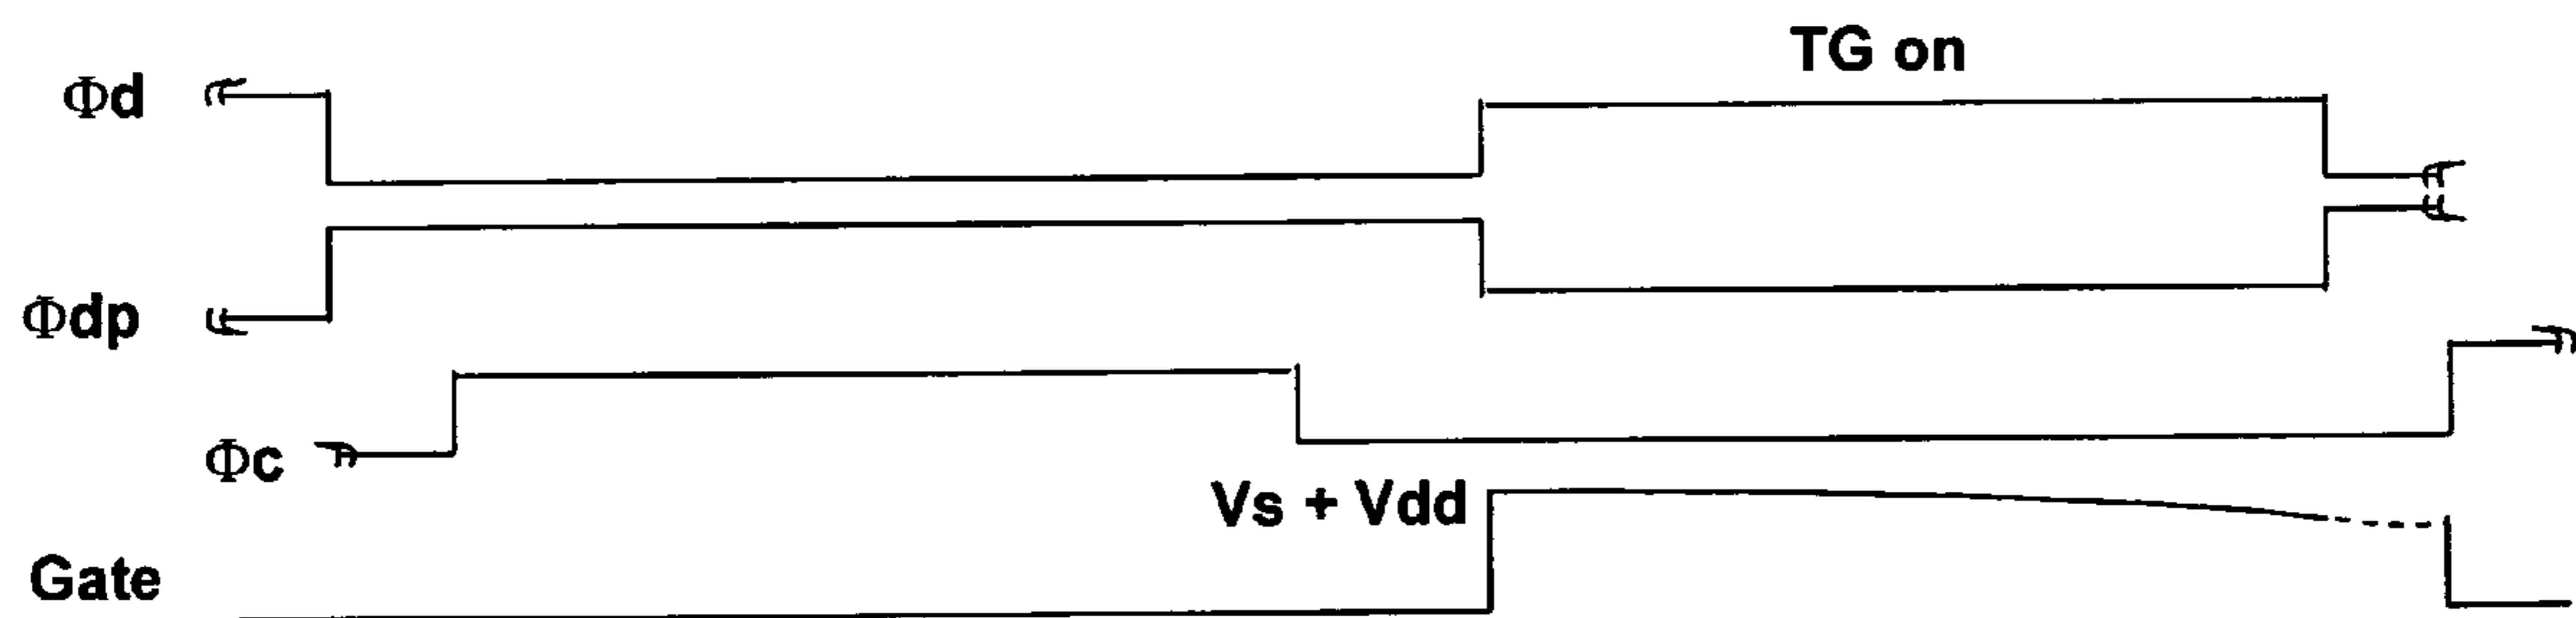 TG on
Φd
Φdp
Φc
Vs + Vdd
Gate